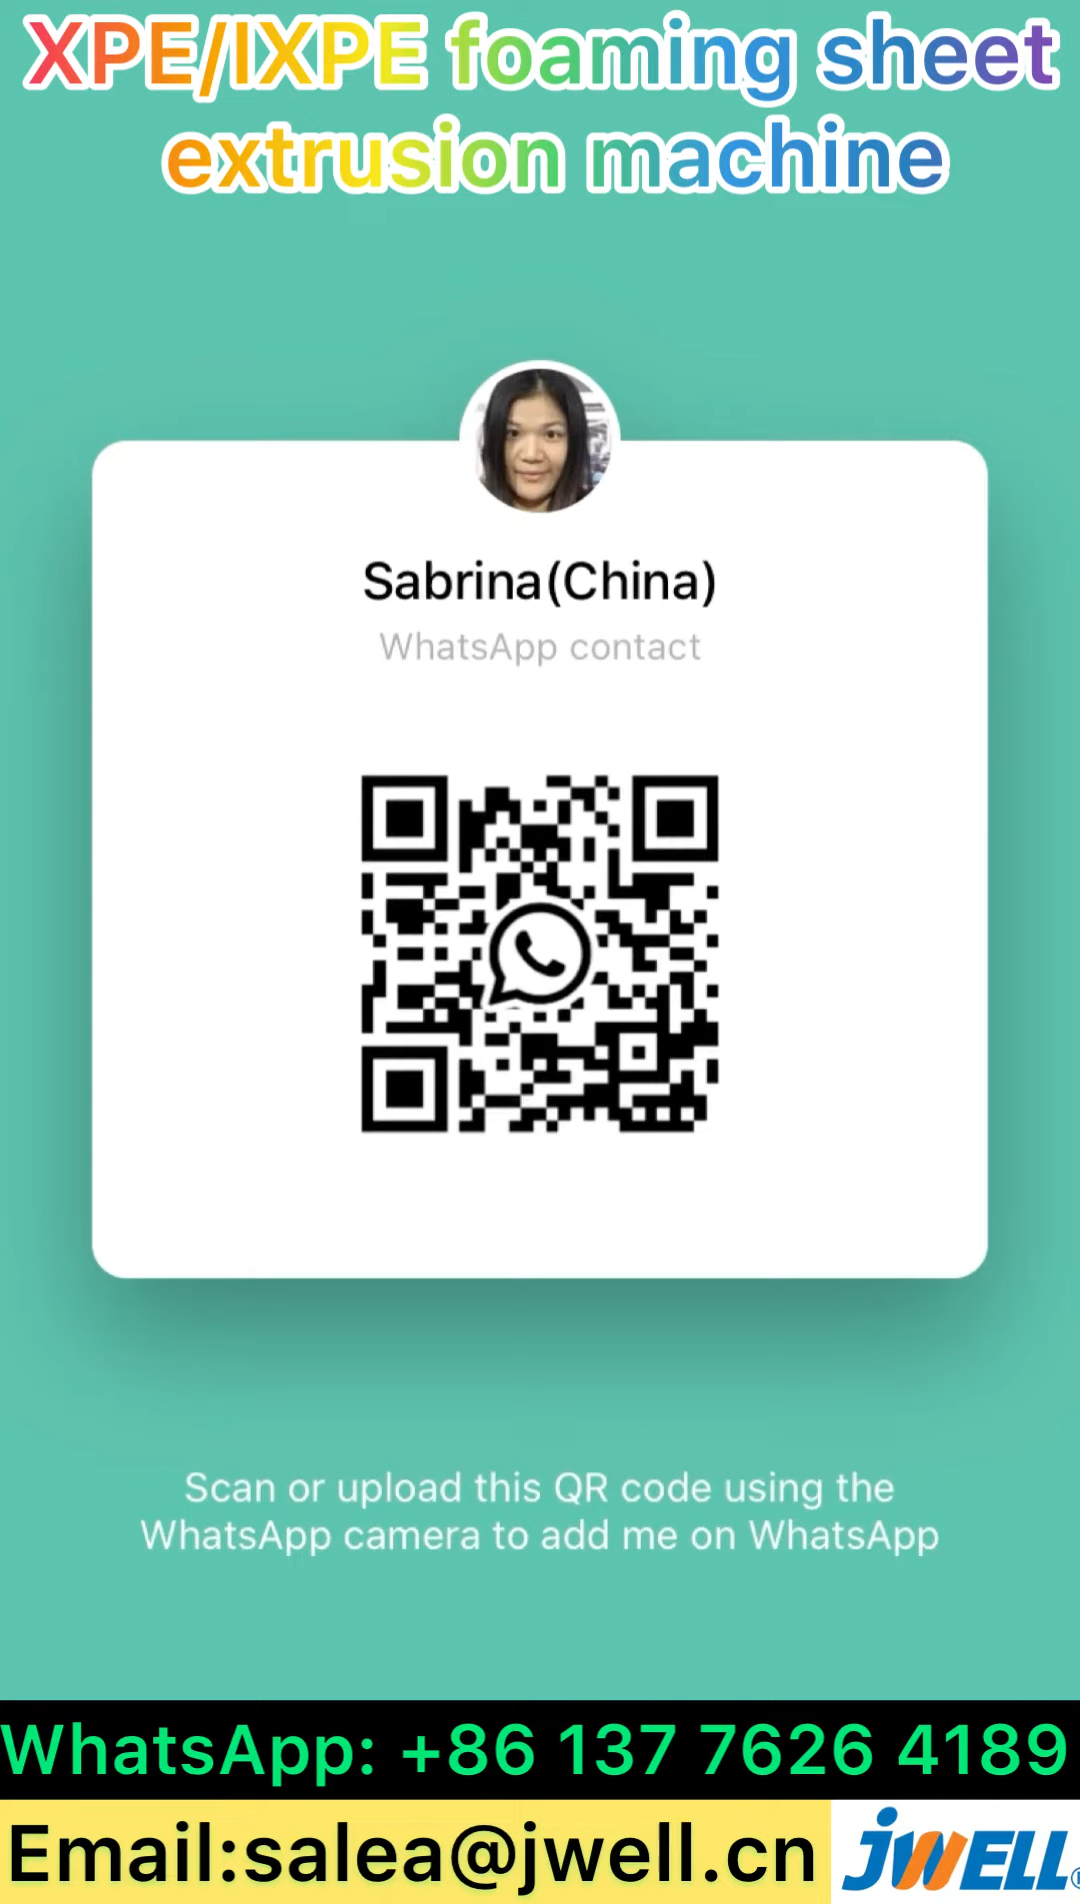 XPE/IXPE foaming sheet
extrusion machine
Sabrina(China)
WhatsApp contact
Scan or upload this QR code using the
WhatsApp camera to add me on WhatsApp
WhatsApp: +86 137 7626 4189
Email:salea@jwell.cn
JWELL®